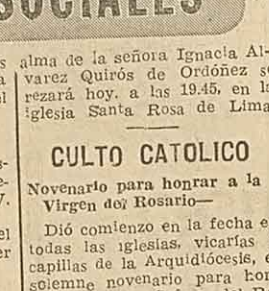 SOCIALES
s alma de la señora Ignacia Al-
varez Quirós de Ordóñez se
rezará hoy, a las 19.45, en la
iglesia Santa Rosa de Lima
CULTO CATOLICO
Novenario para honrar a la
Virgen del Rosario—
Dió comienzo en la fecha e
todas las iglesias, vicarías
capillas de la Arquidiócesis, e
solemne novenario para hon